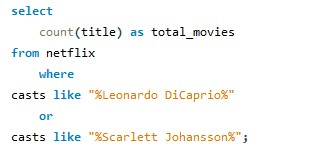 select
count(title) as total_movies
from netflix
where
casts like "%Leonardo DiCaprio%"
or
casts like "%Scarlett Johansson%";